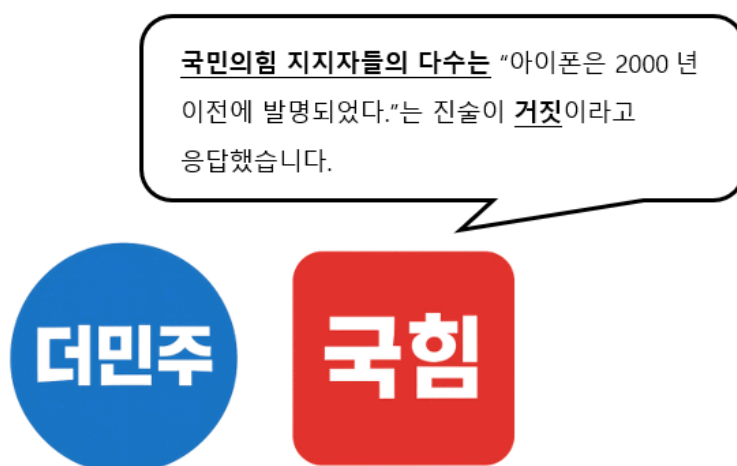 국민의힘 지지자들의 다수는 “아이폰은 2000 년
이전에 발명되었다.”는 진술이 거짓이라고
응답했습니다.
더민주
국힘